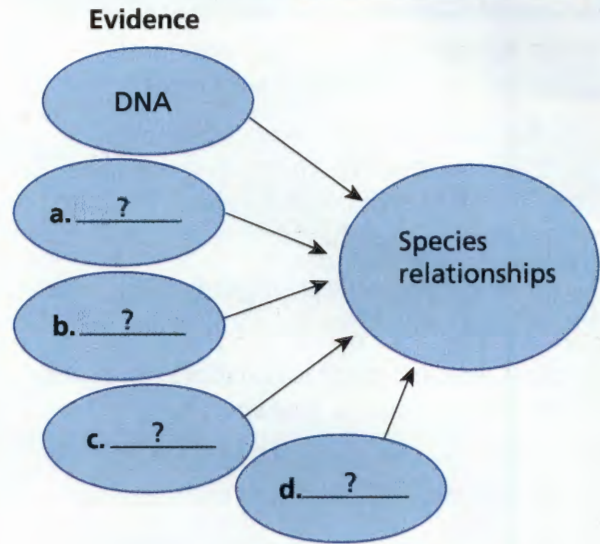 Evidence
DNA
a. ?
b. ?
c. ?
d. ?
Species
relationships